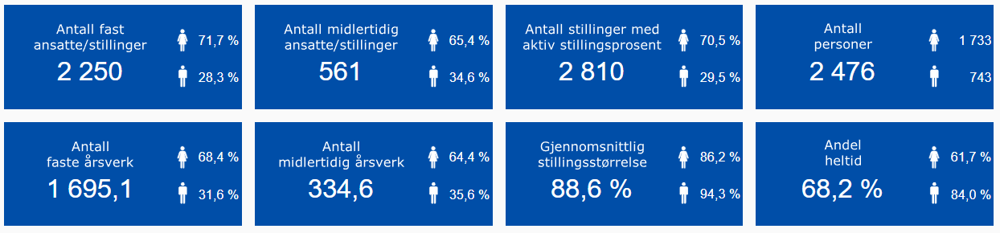 Antall fast
ansatte/stillinger
2 250
71,7 %
28,3 %
Antall midlertidig
ansatte/stillinger
561
65,4 %
34,6 %
Antall stillinger med
aktiv stillingsprosent
2 810
70,5 %
29,5 %
Antall
personer
2 476
1 733
743
Antall
faste årsverk
1 695,1
68,4 %
31,6 %
Antall
midlertidig årsverk
334,6
64,4 %
35,6 %
Gjennomsnittlig
stillingsstørrelse
88,6 %
86,2 %
94,3 %
Andel
heltid
68,2 %
61,7 %
84,0 %